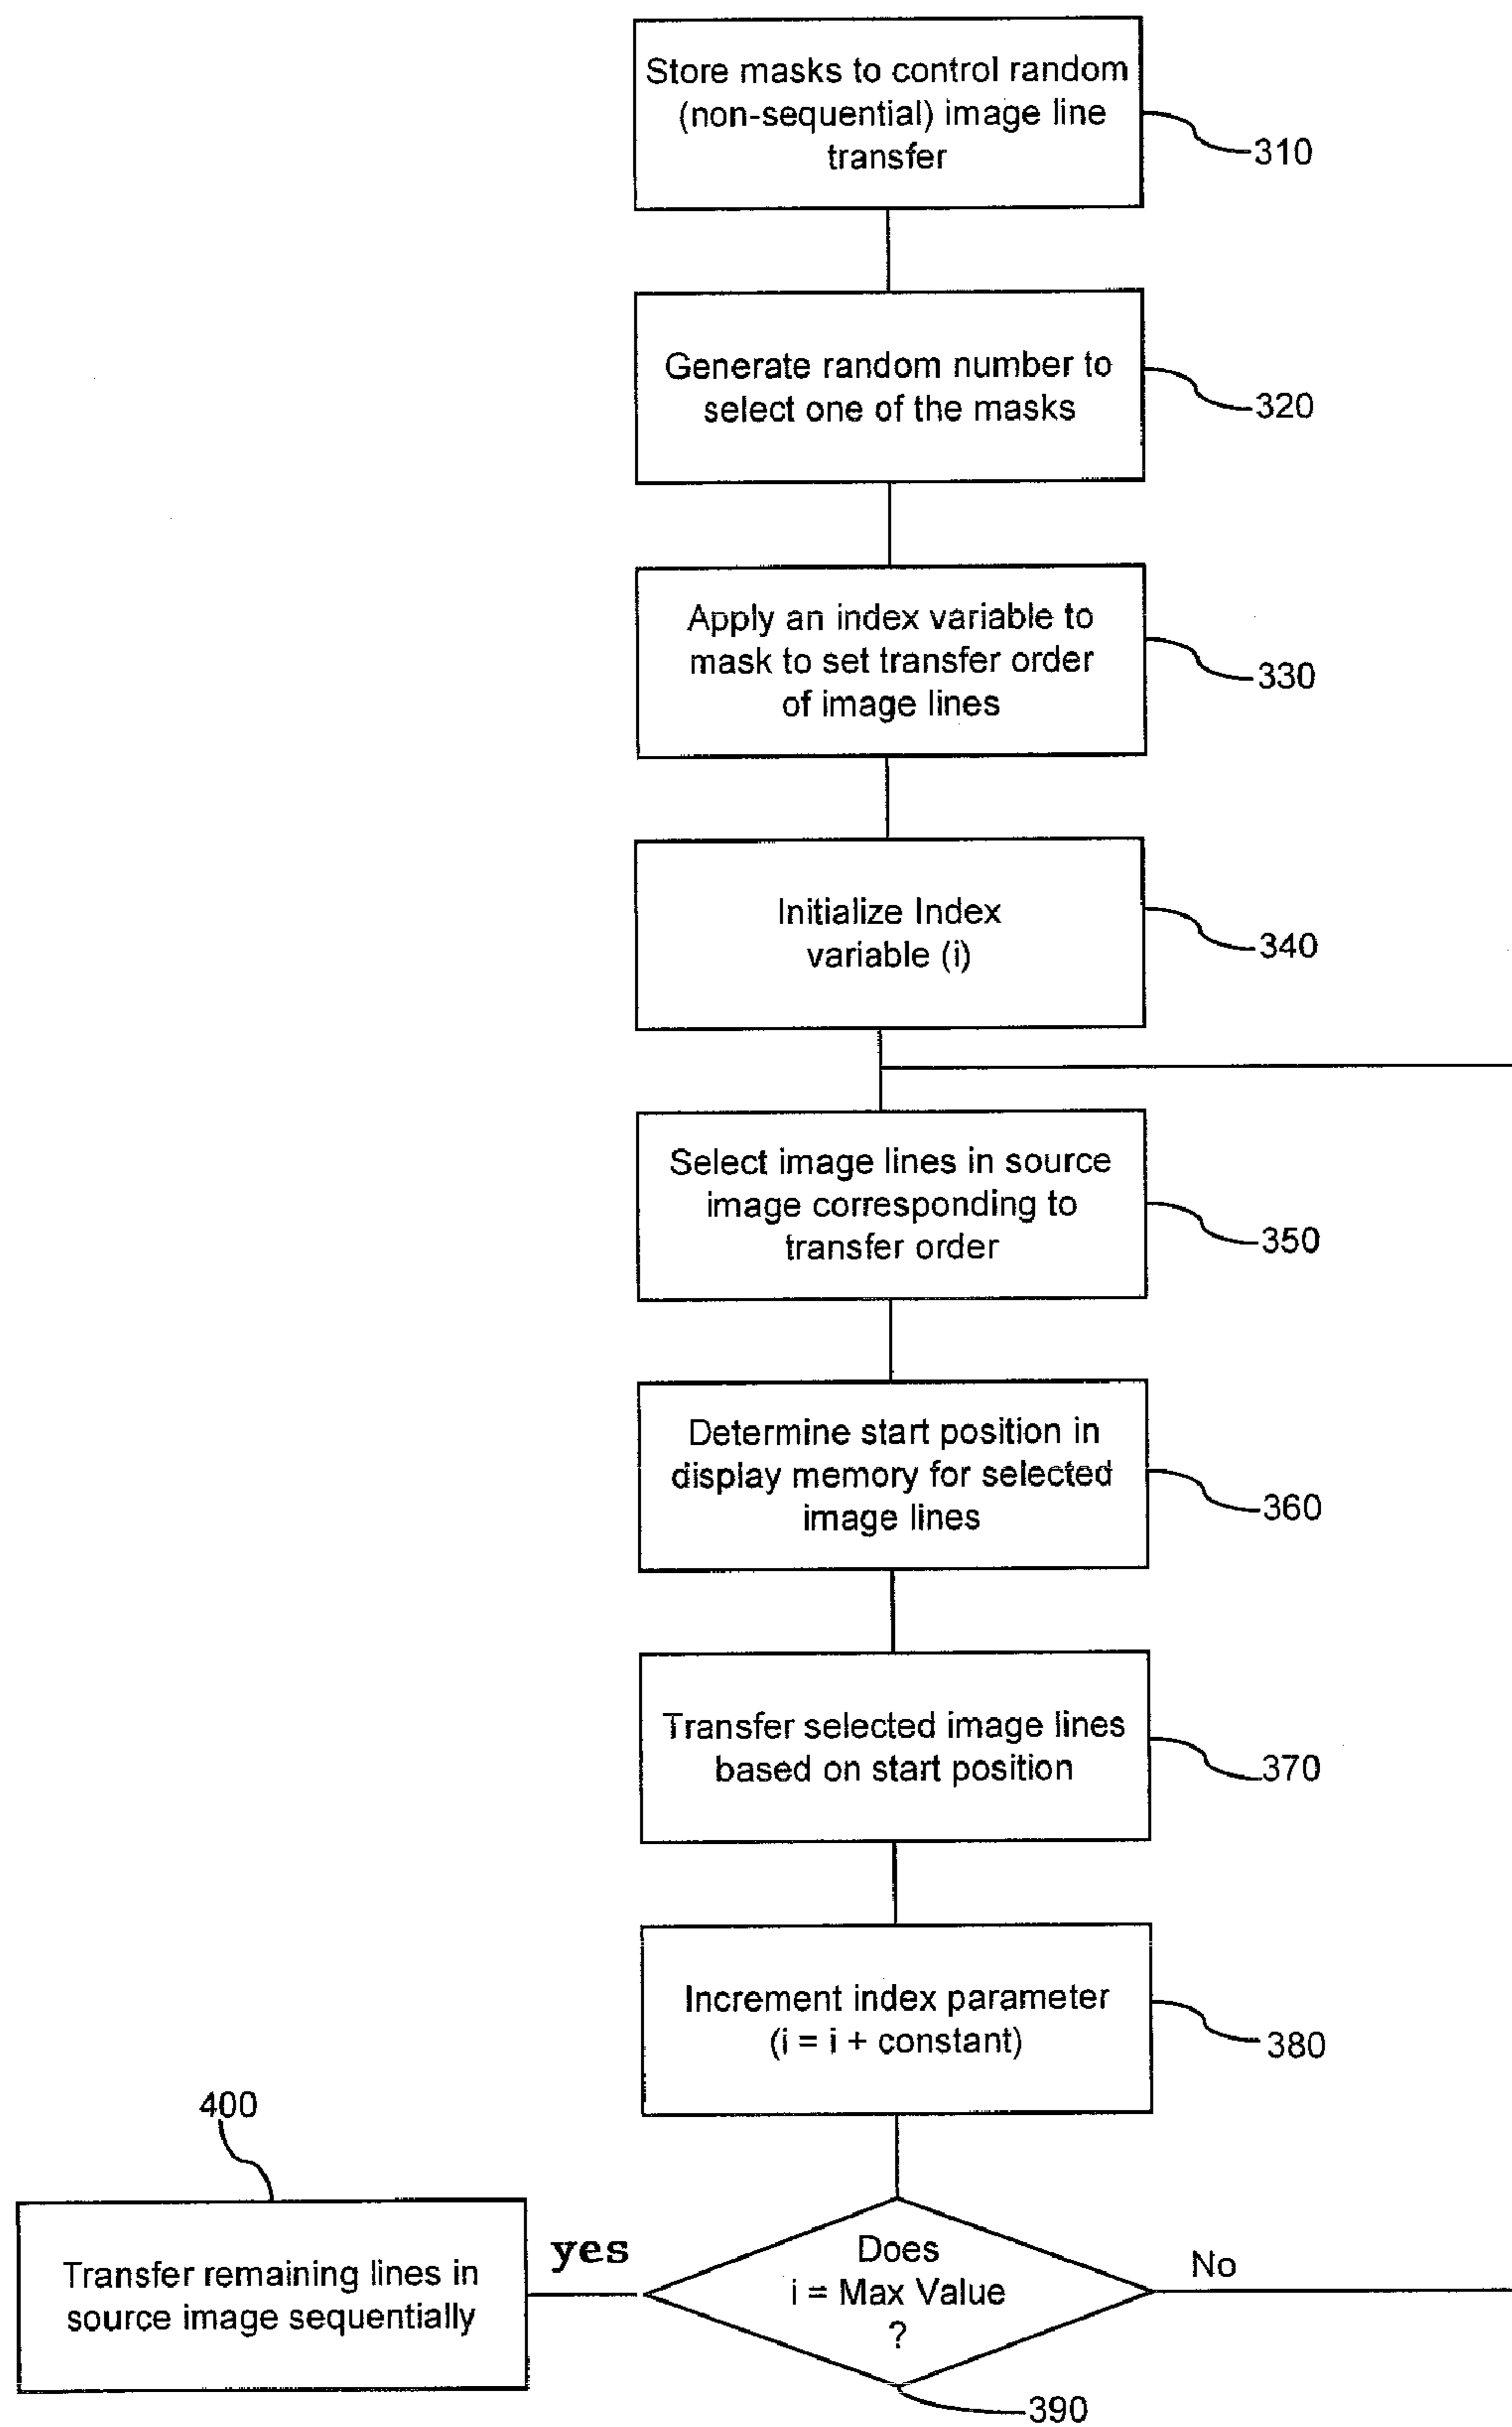 Store masks to control random
(non-sequential) image line
transfer
310
Generate random number to
select one of the masks
320
Apply an index variable to
mask to set transfer order
of image lines
330
Initialize Index
variable (i)
340
Select image lines in source
image corresponding to
transfer order
350
Determine start position in
display memory for selected
image lines
360
Transfer selected image lines
based on start position
370
Increment index parameter
(i = i + constant)
380
400
Transfer remaining lines in
source image sequentially
yes
Does
i = Max Value
?
No
390